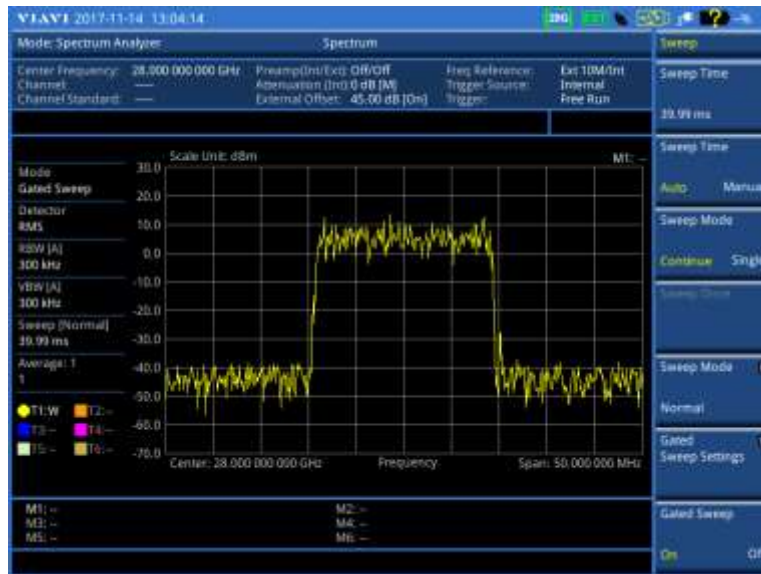 VIAVI 2017-11-14 13:04:14
Mode: Spectrum Analyzer
Spectrum
Sweep
Center Frequency: 28.000 000 000 GHz
Channel: ----
Channel Standard: ----
Preamp(Int/Ext): Off/Off
Attenuation (Int): 0 dB [M]
External Offset: 45.00 dB [On]
Freq Reference: Ext 10M/Int
Trigger Source: Internal
Trigger: Free Run
Sweep Time
39.99 ms
Sweep Time
Auto Manua
Sweep Mode
Continue Single
Sweep Once
Sweep Mode
Normal
Gated
Sweep Settings
Gated Sweep
On Of
Scale Unit: dBm
M1: --
Mode
Gated Sweep
Detector
RMS
RBW [A]
300 kHz
VBW [A]
300 kHz
Sweep [Normal]
39.99 ms
Average: 1
1
T1:W T2:--
T3:-- T4:--
T5:-- T6:--
30.0
20.0
10.0
0.0
-10.0
-20.0
-30.0
-40.0
-50.0
-60.0
-70.0
Center: 28.000 000 000 GHz
Frequency
Span: 50.000 000 MHz
M1: --
M2: --
M3: --
M4: --
M5: --
M6: --